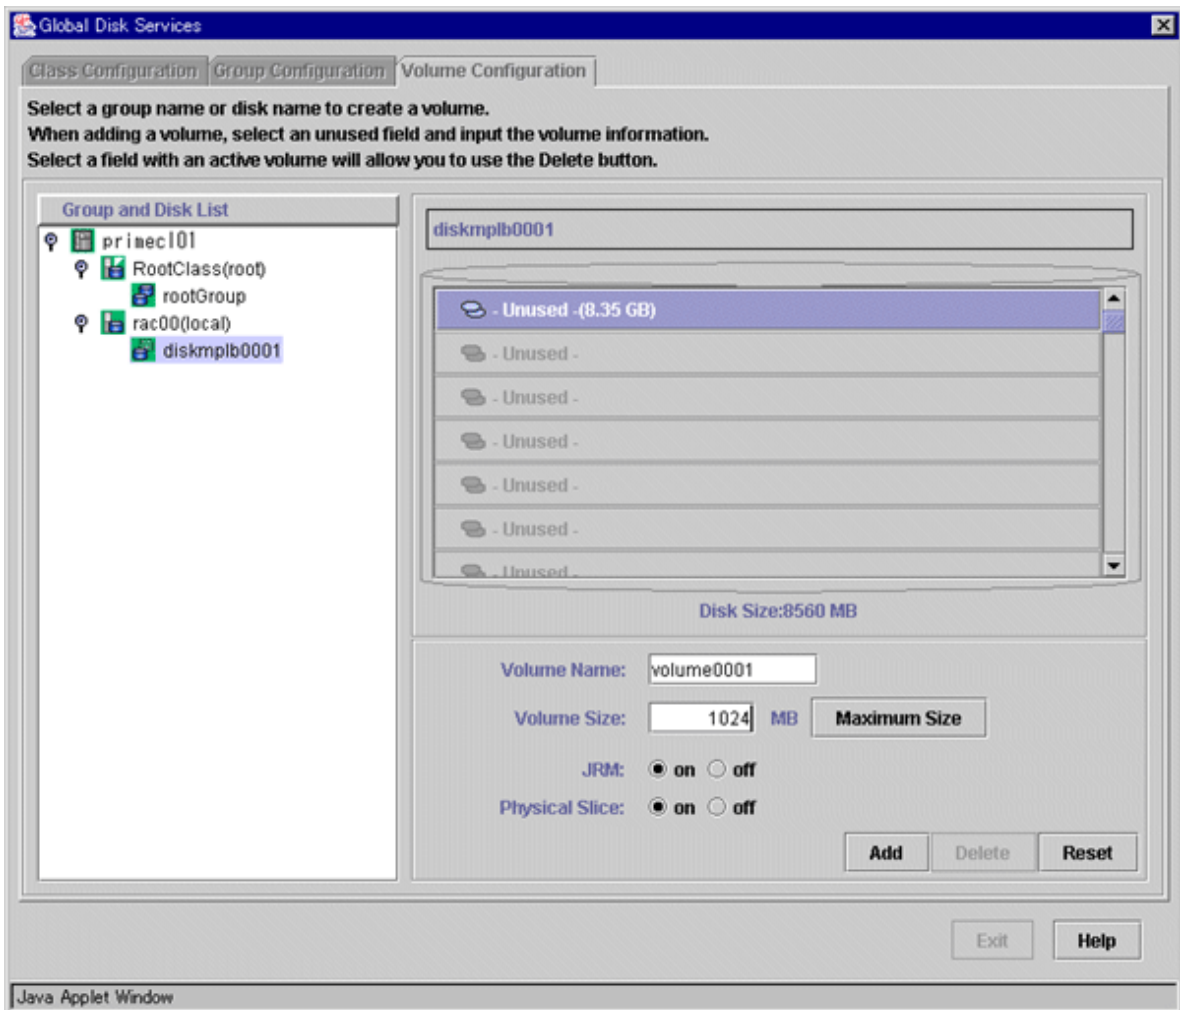 Global Disk Services
Class Configuration Group Configuration Volume Configuration
Select a group name or disk name to create a volume.
When adding a volume, select an unused field and input the volume information.
Select a field with an active volume will allow you to use the Delete button.
Group and Disk List
primecl01
RootClass(root)
rootGroup
rac00(local)
diskmplb0001
diskmplb0001
- Unused -(8.35 GB)
- Unused -
- Unused -
- Unused -
- Unused -
- Unused -
- Unused -
Disk Size:8560 MB
Volume Name: volume0001
Volume Size: 1024 MB Maximum Size
JRM: on off
Physical Slice: on off
Add Delete Reset
Exit Help
Java Applet Window